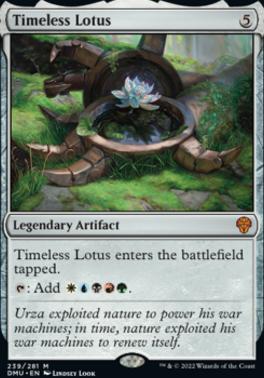 Timeless Lotus 5
Legendary Artifact
Timeless Lotus enters the battlefield
tapped.
: Add .
Urza exploited nature to power his war
machines; in time, nature exploited his
war machines to renew itself.
239/281 M
DMU • EN Lindsey Look
™ & © 2022 Wizards of the Coast